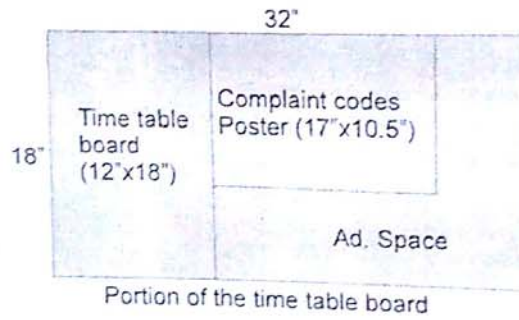 32"
Complaint codes
Poster (17"x10.5")
Time table
board
(12"x18")
18"
Ad. Space
Portion of the time table board